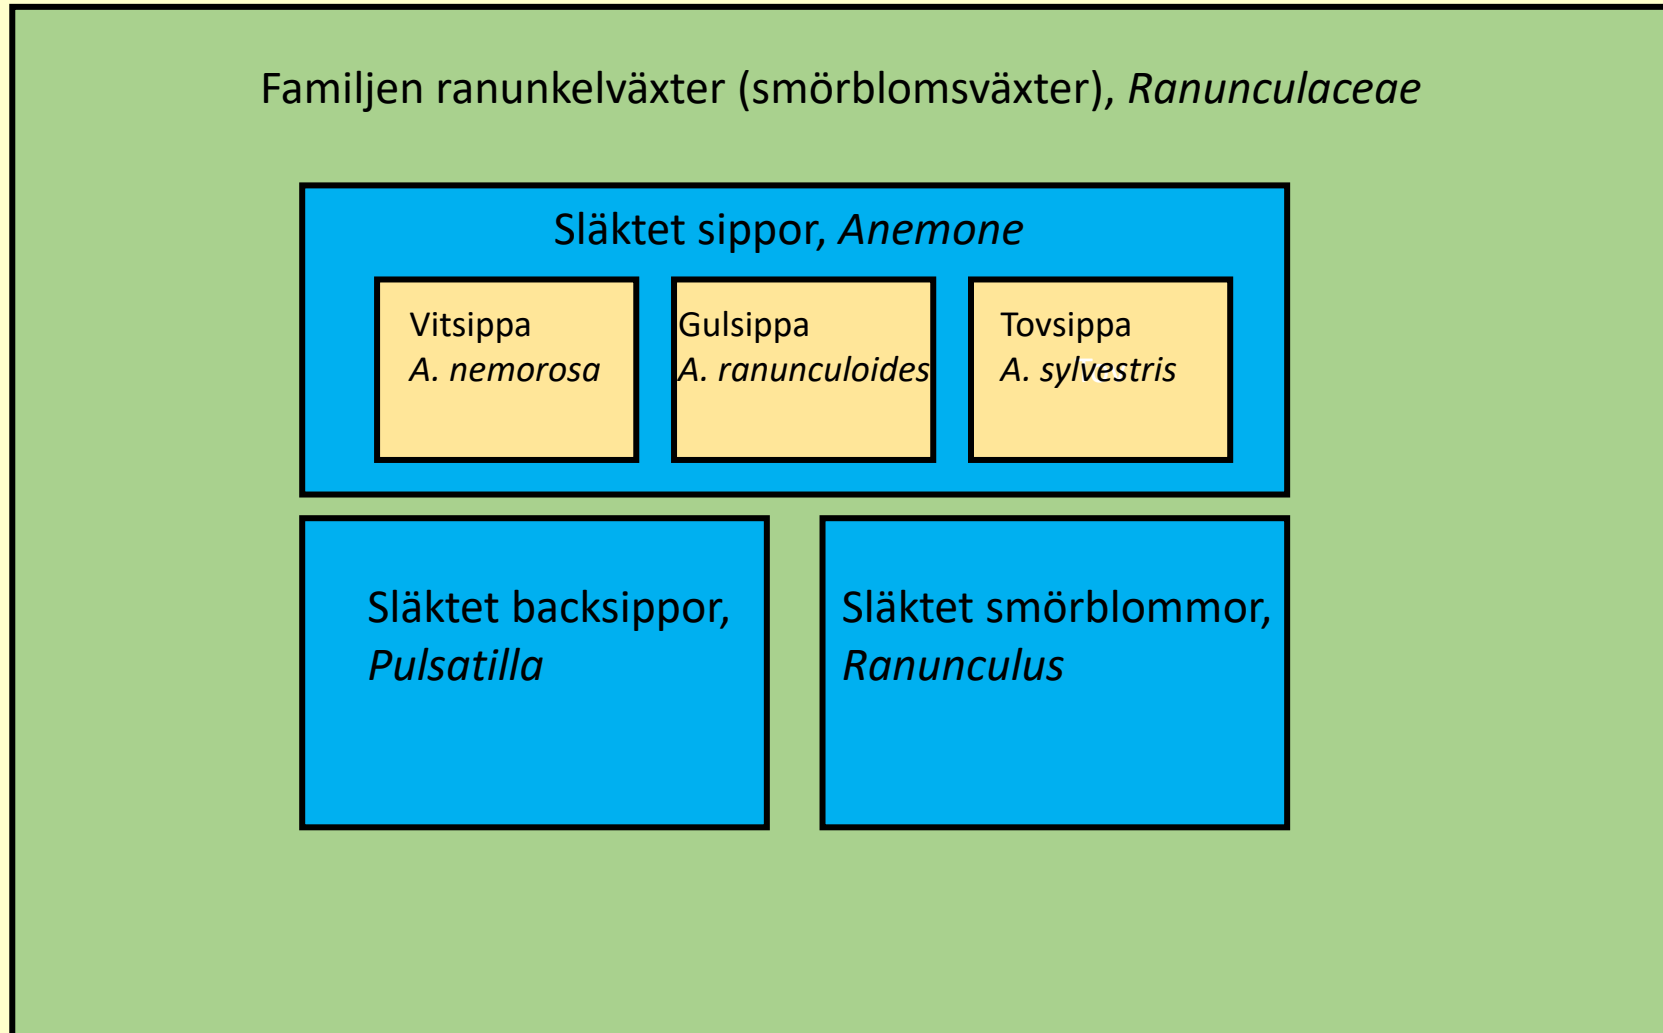 Familjen ranunkelväxter (smörblomsväxter), Ranunculaceae
Släktet sippor, Anemone
Vitsippa
A. nemorosa
Gulsippa
A. ranunculoides
Tovsippa
A. sylvestris
Släktet backsippor,
Pulsatilla
Släktet smörblommor,
Ranunculus